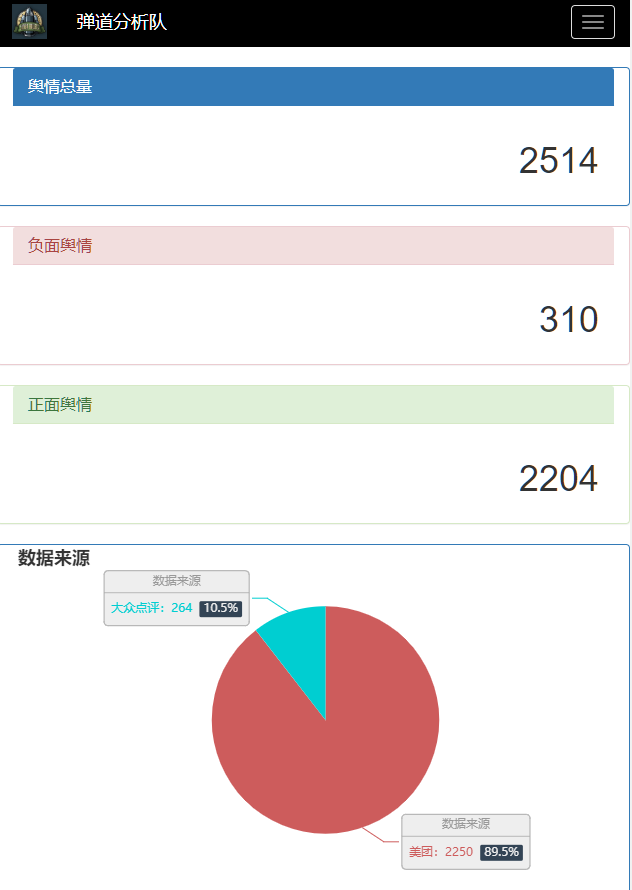 弹道分析队
舆情总量
2514
负面舆情
310
正面舆情
2204
数据来源
数据来源
大众点评：264 10.5%
数据来源
美团：2250 89.5%